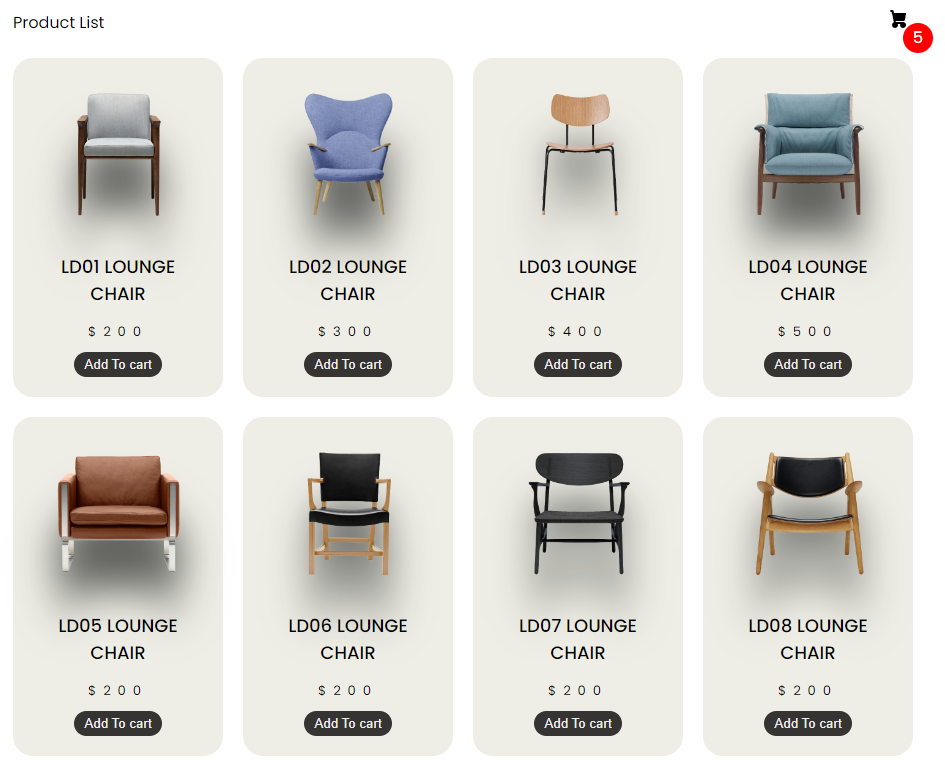 Product List
5
LD01 LOUNGE
CHAIR
$200
Add To cart
LD02 LOUNGE
CHAIR
$300
Add To cart
LD03 LOUNGE
CHAIR
$400
Add To cart
LD04 LOUNGE
CHAIR
$500
Add To cart
LD05 LOUNGE
CHAIR
$200
Add To cart
LD06 LOUNGE
CHAIR
$200
Add To cart
LD07 LOUNGE
CHAIR
$200
Add To cart
LD08 LOUNGE
CHAIR
$200
Add To cart